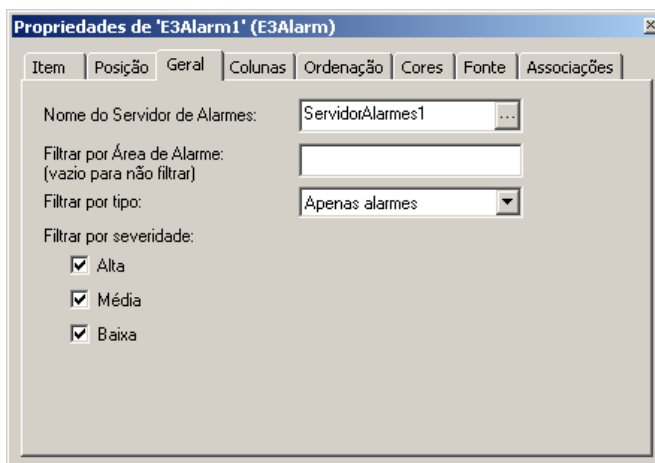 Propriedades de 'E3Alarm1' (E3Alarm)
Item Posição Geral Colunas Ordenação Cores Fonte Associações
Nome do Servidor de Alarmes: ServidorAlarmes1 ...
Filtrar por Área de Alarme:
(vazio para não filtrar)
Filtrar por tipo: Apenas alarmes
Filtrar por severidade:
Alta
Média
Baixa